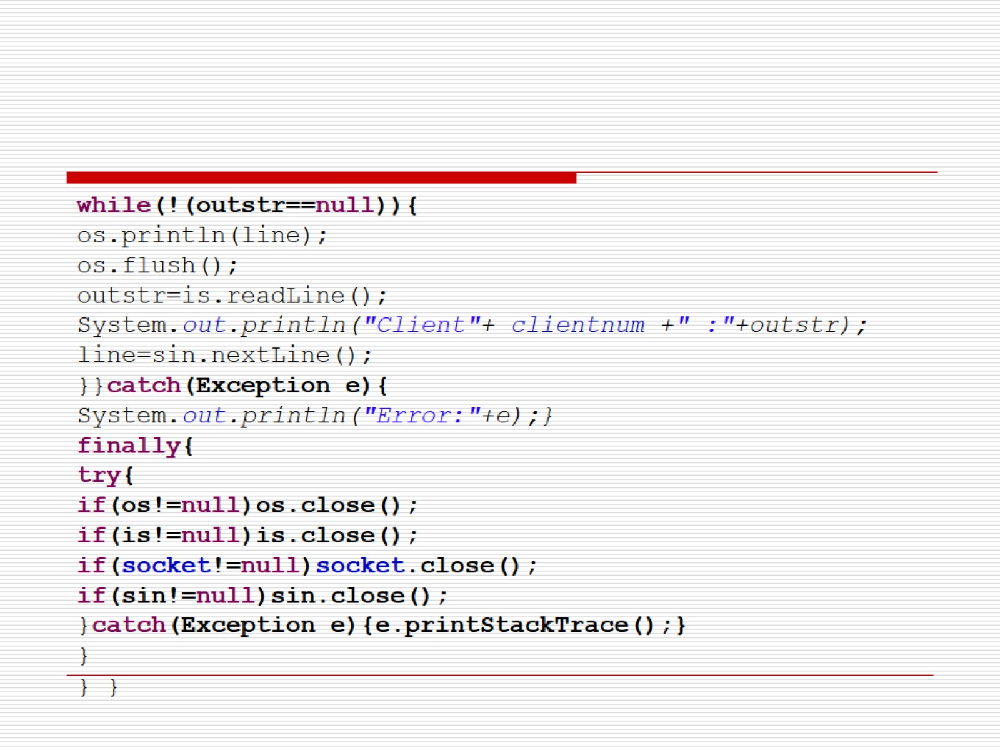 while(!(outstr==null)){
os.println(line);
os.flush();
outstr=is.readLine();
System.out.println("Client"+ clientnum +" :"+outstr);
line=sin.nextLine();
}}catch(Exception e){
System.out.println("Error:"+e);}
finally{
try{
if(os!=null)os.close();
if(is!=null)is.close();
if(socket!=null)socket.close();
if(sin!=null)sin.close();
}catch(Exception e){e.printStackTrace();}
}
} }